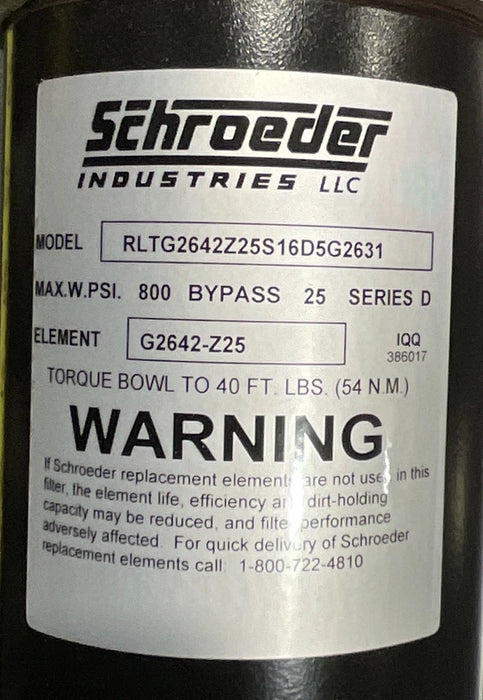 Schroeder
INDUSTRIES LLC
MODEL RLTG2642Z25S16D5G2631
MAX.W.PSI. 800 BYPASS 25 SERIES D
ELEMENT G2642-Z25 IQQ
386017
TORQUE BOWL TO 40 FT. LBS. (54 N.M.)
WARNING
If Schroeder replacement elements are not used in this
filter, the element life, efficiency and dirt-holding
capacity may be reduced, and filter performance
adversely affected. For quick delivery of Schroeder
replacement elements call: 1-800-722-4810